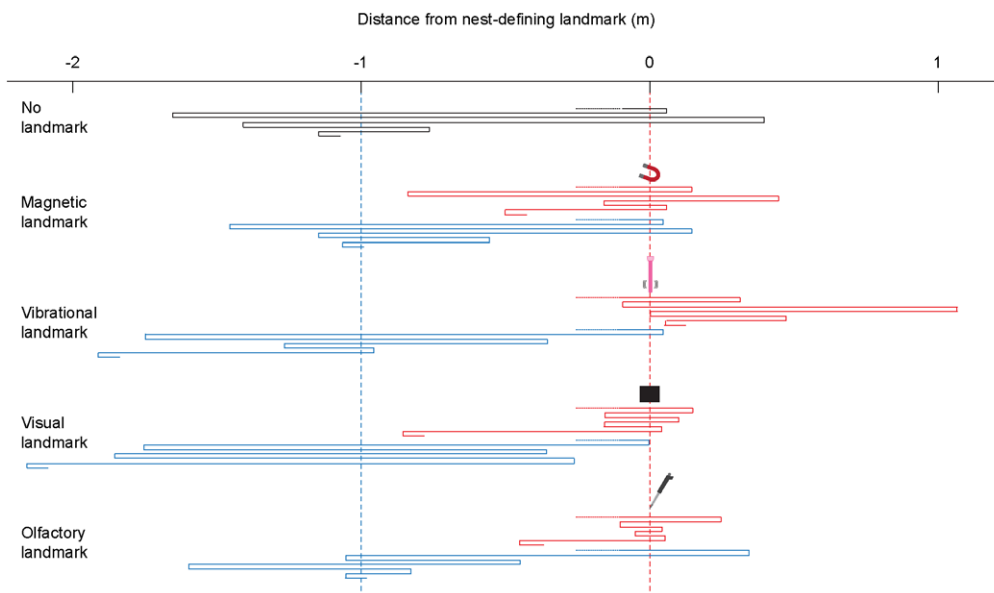 Distance from nest-defining landmark (m)
-2 -1 0 1
No
landmark
Magnetic
landmark
Vibrational
landmark
Visual
landmark
Olfactory
landmark